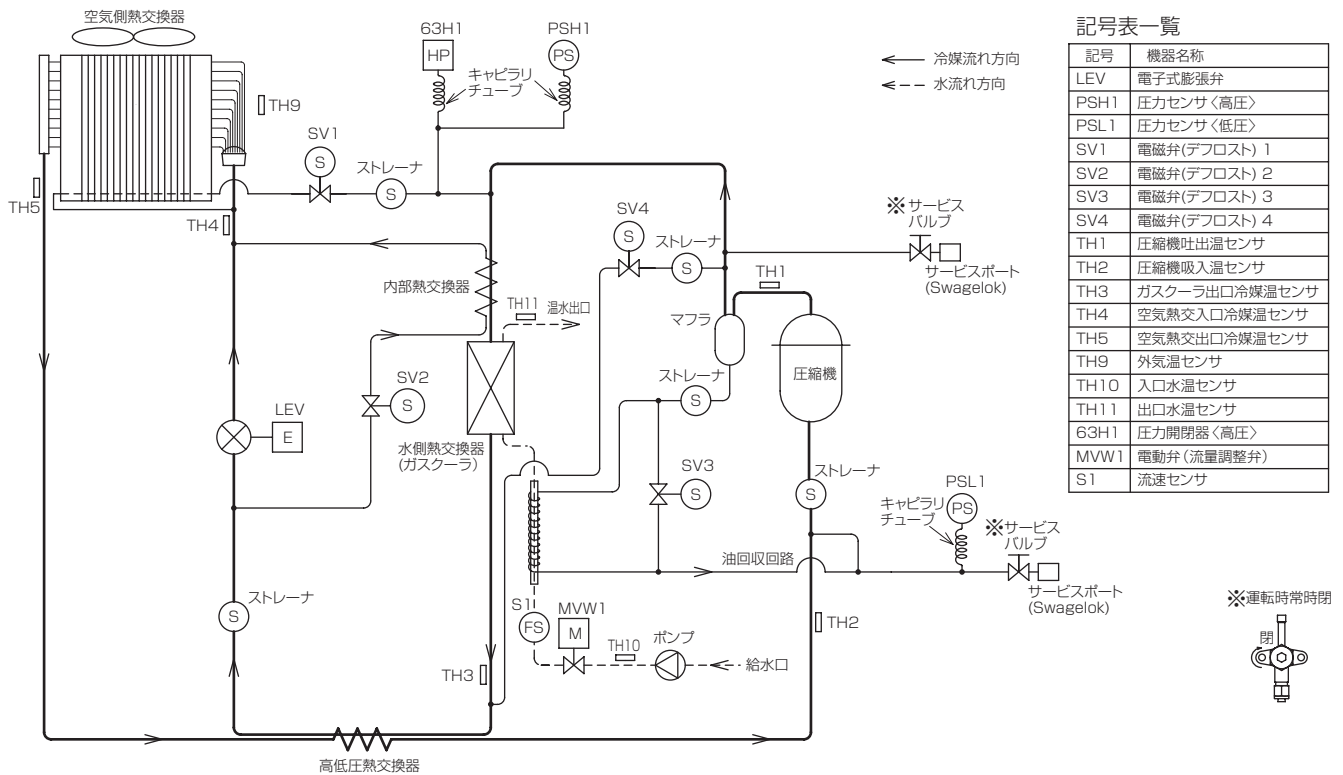 空気側熱交換器
63H1
HP
PSH1
PS
キャピラリ
チューブ
冷媒流れ方向
水流れ方向
TH9
SV1
S
ストレーナ
S
TH5
TH4
SV4
S
ストレーナ
S
※サービス
バルブ
サービスポート
(Swagelok)
TH1
内部熱交換器
TH11
温水出口
マフラ
圧縮機
SV2
S
ストレーナ
S
LEV
E
水側熱交換器
(ガスクーラ)
SV3
S
ストレーナ
S
PSL1
PS
キャピラリ
チューブ
※サービス
バルブ
サービスポート
(Swagelok)
油回収回路
ストレーナ
S
S1
FS
MVW1
M
TH10
ポンプ
給水口
TH2
TH3
高低圧熱交換器
記号表一覧
記号 機器名称
LEV 電子式膨張弁
PSH1 圧力センサ〈高圧〉
PSL1 圧力センサ〈低圧〉
SV1 電磁弁(デフロスト) 1
SV2 電磁弁(デフロスト) 2
SV3 電磁弁(デフロスト) 3
SV4 電磁弁(デフロスト) 4
TH1 圧縮機吐出温センサ
TH2 圧縮機吸入温センサ
TH3 ガスクーラ出口冷媒温センサ
TH4 空気熱交入口冷媒温センサ
TH5 空気熱交出口冷媒温センサ
TH9 外気温センサ
TH10 入口水温センサ
TH11 出口水温センサ
63H1 圧力開閉器〈高圧〉
MVW1 電動弁(流量調整弁)
S1 流速センサ
※運転時常時閉
閉